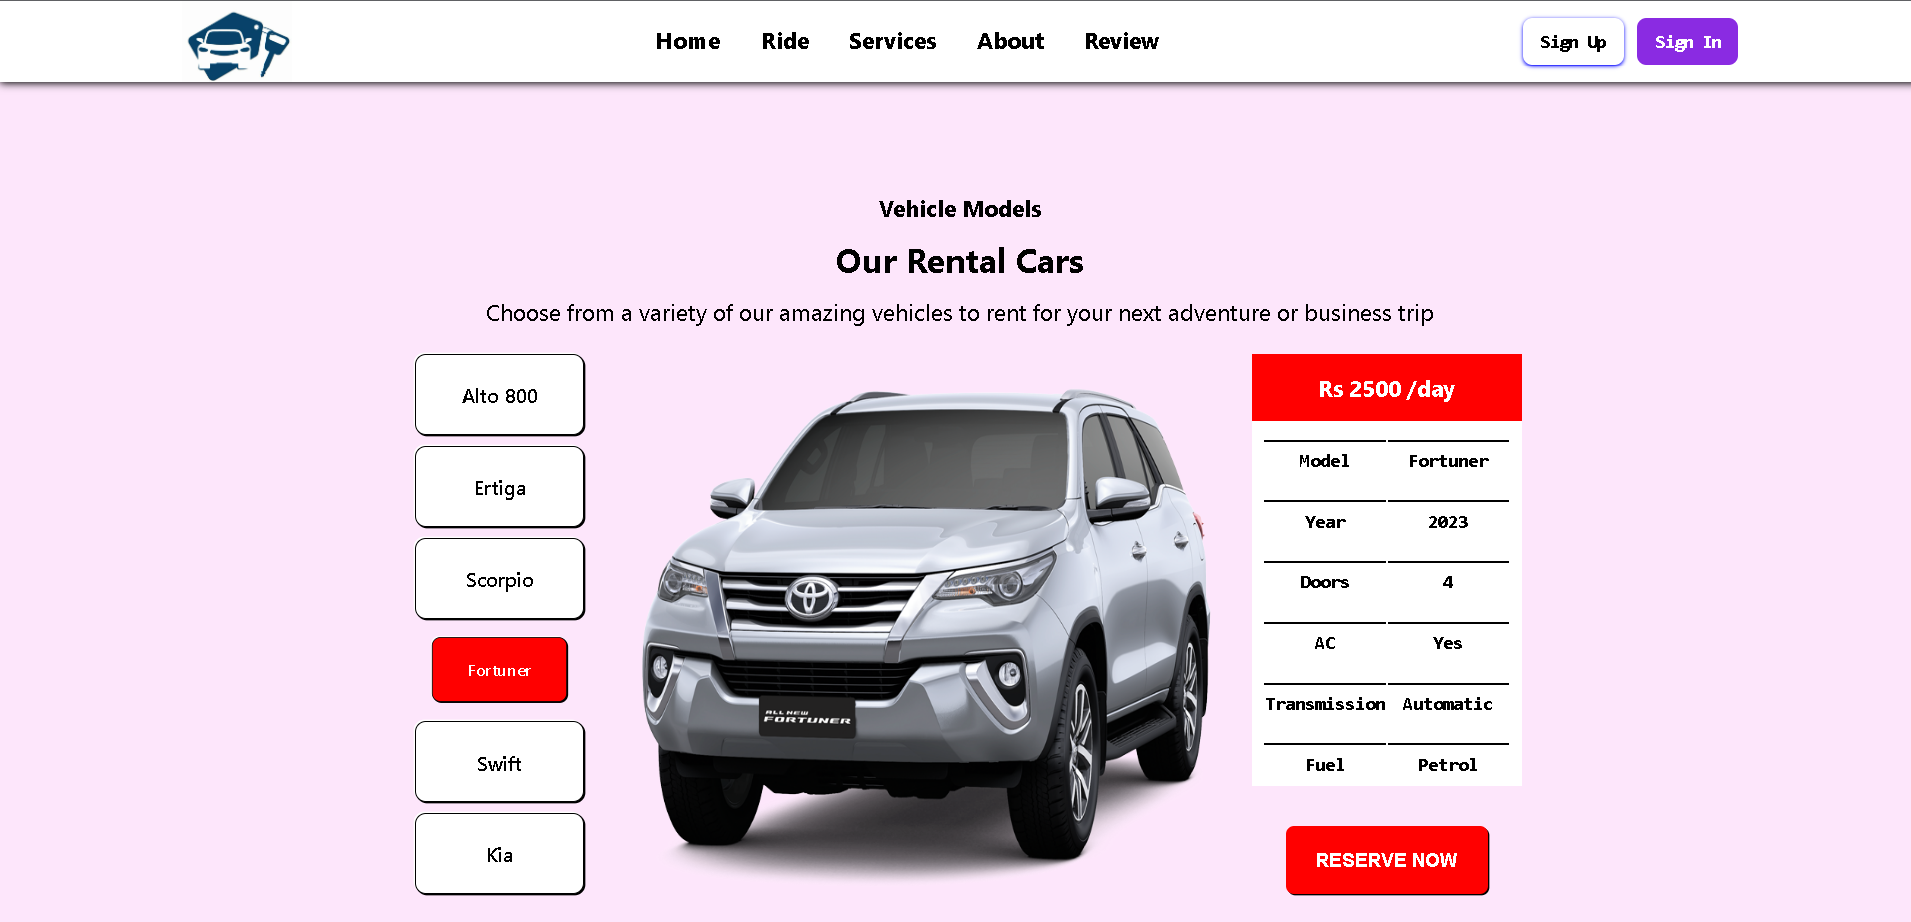 Home Ride Services About Review Sign Up Sign In
Vehicle Models
Our Rental Cars
Choose from a variety of our amazing vehicles to rent for your next adventure or business trip
Alto 800
Ertiga
Scorpio
Fortuner
Swift
Kia
ALL NEW
FORTUNER
Rs 2500 /day
Model Fortuner
Year 2023
Doors 4
AC Yes
Transmission Automatic
Fuel Petrol
RESERVE NOW